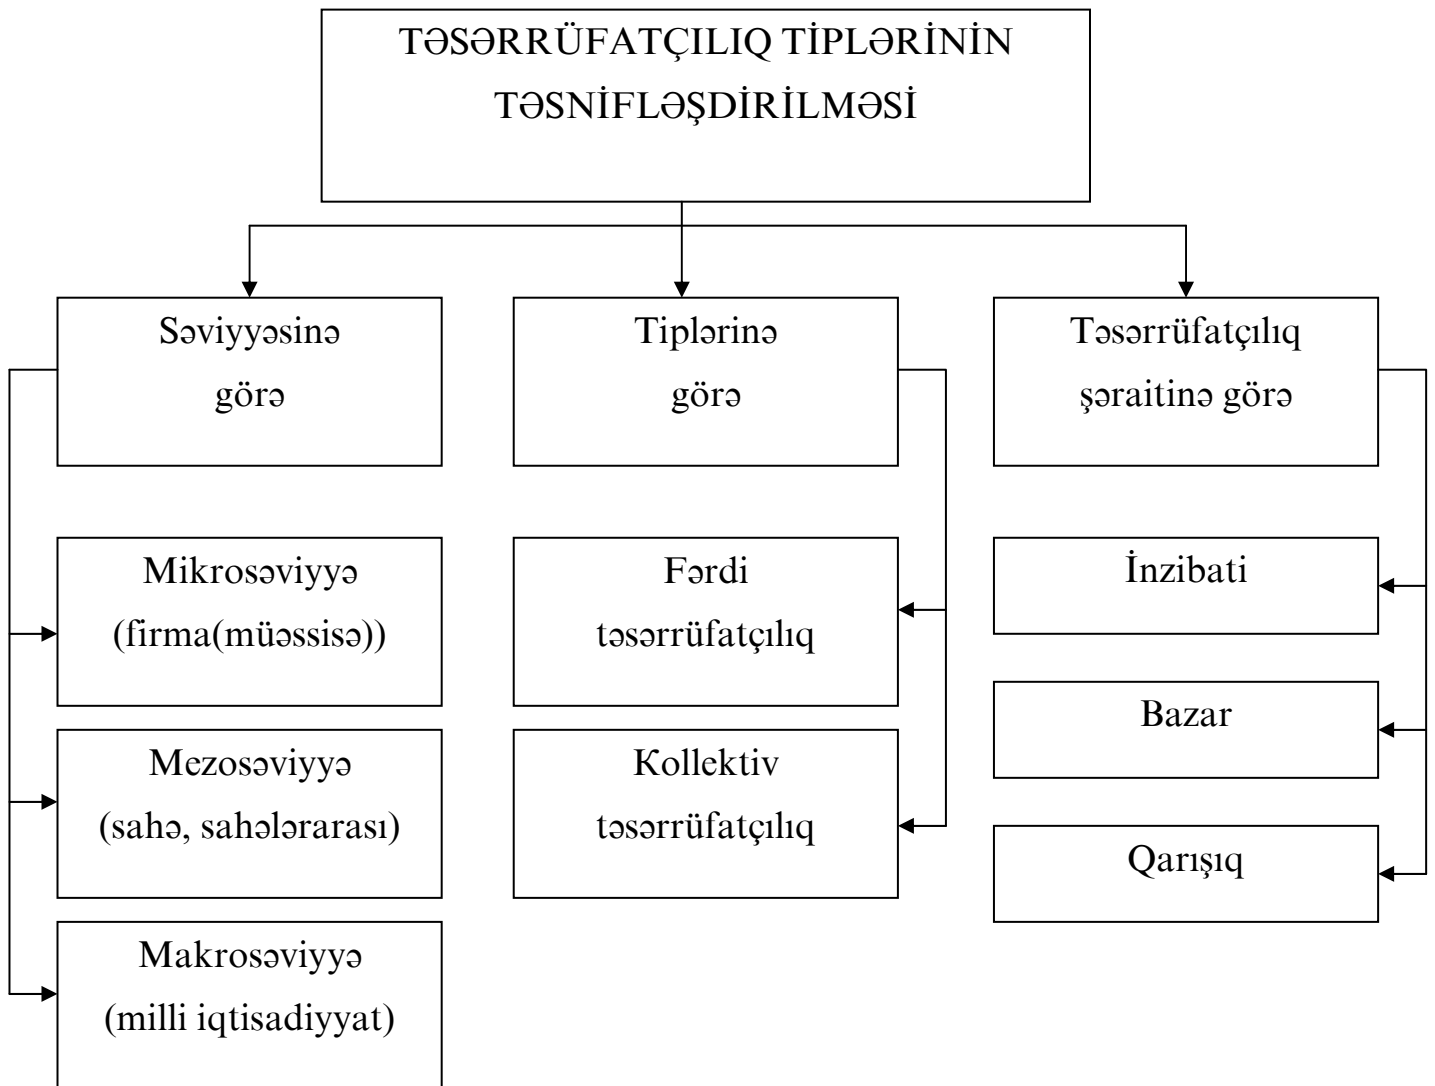 TƏSƏRRÜFATÇILIQ TİPLƏRİNİN
TƏSNİFLƏŞDİRİLMƏSİ
Səviyyəsinə
görə
Tiplərinə
görə
Təsərrüfatçılıq
şəraitinə görə
Mikrosəviyyə
(firma(müəssisə))
Mezosəviyyə
(sahə, sahələrarası)
Makrosəviyyə
(milli iqtisadiyyat)
Fərdi
təsərrüfatçılıq
Kollektiv
təsərrüfatçılıq
İnzibati
Bazar
Qarışıq